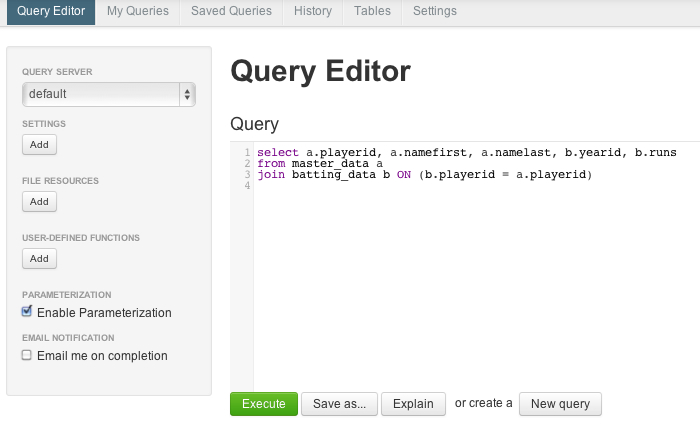 Query Editor My Queries Saved Queries History Tables Settings
QUERY SERVER
default
SETTINGS
Add
FILE RESOURCES
Add
USER-DEFINED FUNCTIONS
Add
PARAMETERIZATION
Enable Parameterization
EMAIL NOTIFICATION
Email me on completion
Query Editor
Query
1 select a.playerid, a.namefirst, a.namelast, b.yearid, b.runs
2 from master_data a
3 join batting_data b ON (b.playerid = a.playerid)
4
Execute Save as... Explain or create a New query